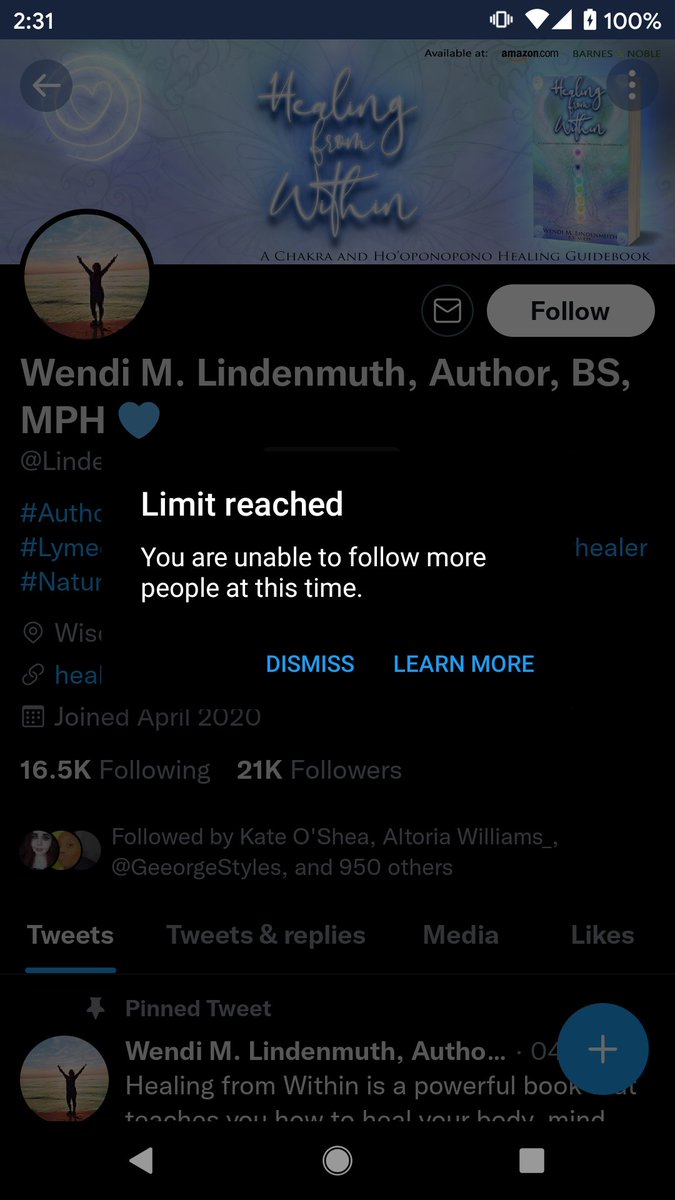 2:31
100%
Available at: amazon.com BARNES NOBLE
Healing
from
Within
Healing
from
Within
WENDI M. LINDENMUTH
A CHAKRA AND HO'OPONOPONO HEALING GUIDEBOOK
Follow
Wendi M. Lindenmuth, Author, BS,
MPH 💙
@Linde
#Autho
#Lyme healer
#Natur
Limit reached
You are unable to follow more
people at this time.
DISMISS LEARN MORE
Wisc
heal
Joined April 2020
16.5K Following 21K Followers
Followed by Kate O'Shea, Altoria Williams_,
@GeeorgeStyles, and 950 others
Tweets Tweets & replies Media Likes
Pinned Tweet
Wendi M. Lindenmuth, Autho... · 04
Healing from Within is a powerful book
teaches you how to heal your body, mind